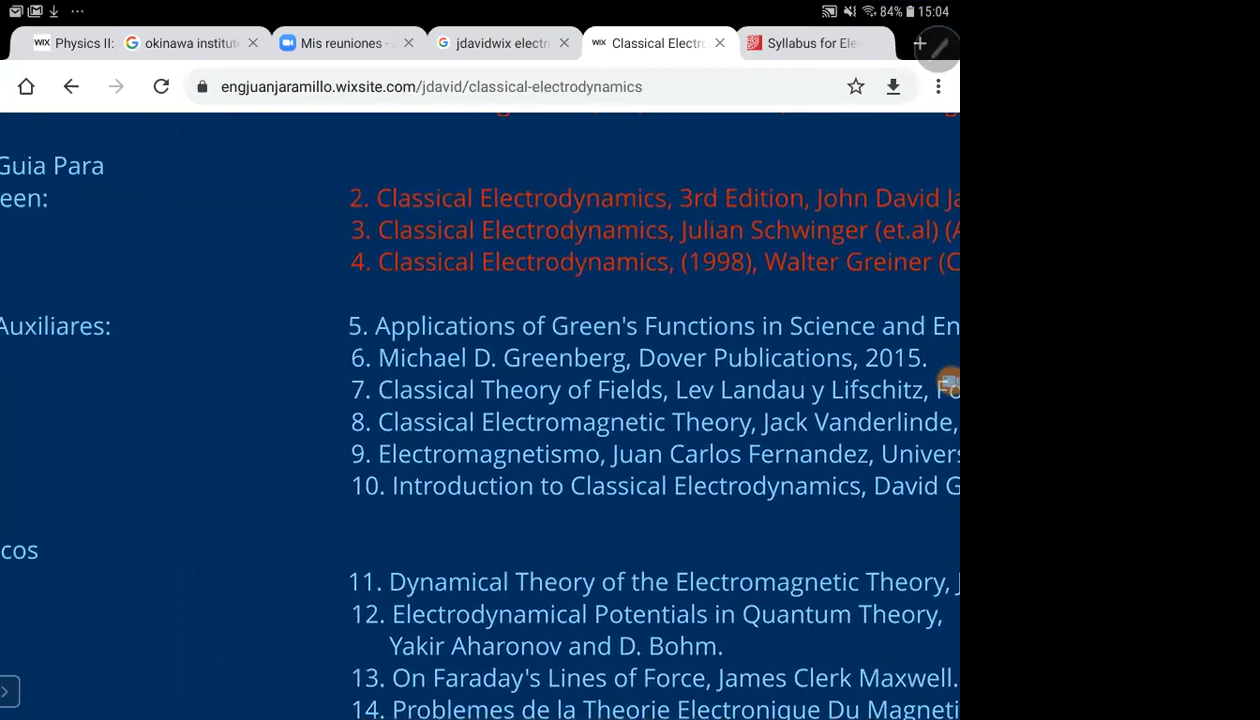 84% 15:04
WIX Physics II: okinawa institut Mis reuniones - jdavidwix electri WIX Classical Electro Syllabus for Ele
engjuanjaramillo.wixsite.com/jdavid/classical-electrodynamics
Guia Para
een:
2. Classical Electrodynamics, 3rd Edition, John David Ja
3. Classical Electrodynamics, Julian Schwinger (et.al) (A
4. Classical Electrodynamics, (1998), Walter Greiner (C
Auxiliares:
5. Applications of Green's Functions in Science and En
6. Michael D. Greenberg, Dover Publications, 2015.
7. Classical Theory of Fields, Lev Landau y Lifschitz, Fo
8. Classical Electromagnetic Theory, Jack Vanderlinde,
9. Electromagnetismo, Juan Carlos Fernandez, Univers
10. Introduction to Classical Electrodynamics, David G
cos
11. Dynamical Theory of the Electromagnetic Theory, J
12. Electrodynamical Potentials in Quantum Theory,
Yakir Aharonov and D. Bohm.
13. On Faraday's Lines of Force, James Clerk Maxwell.
14. Problemes de la Theorie Electronique Du Magneti